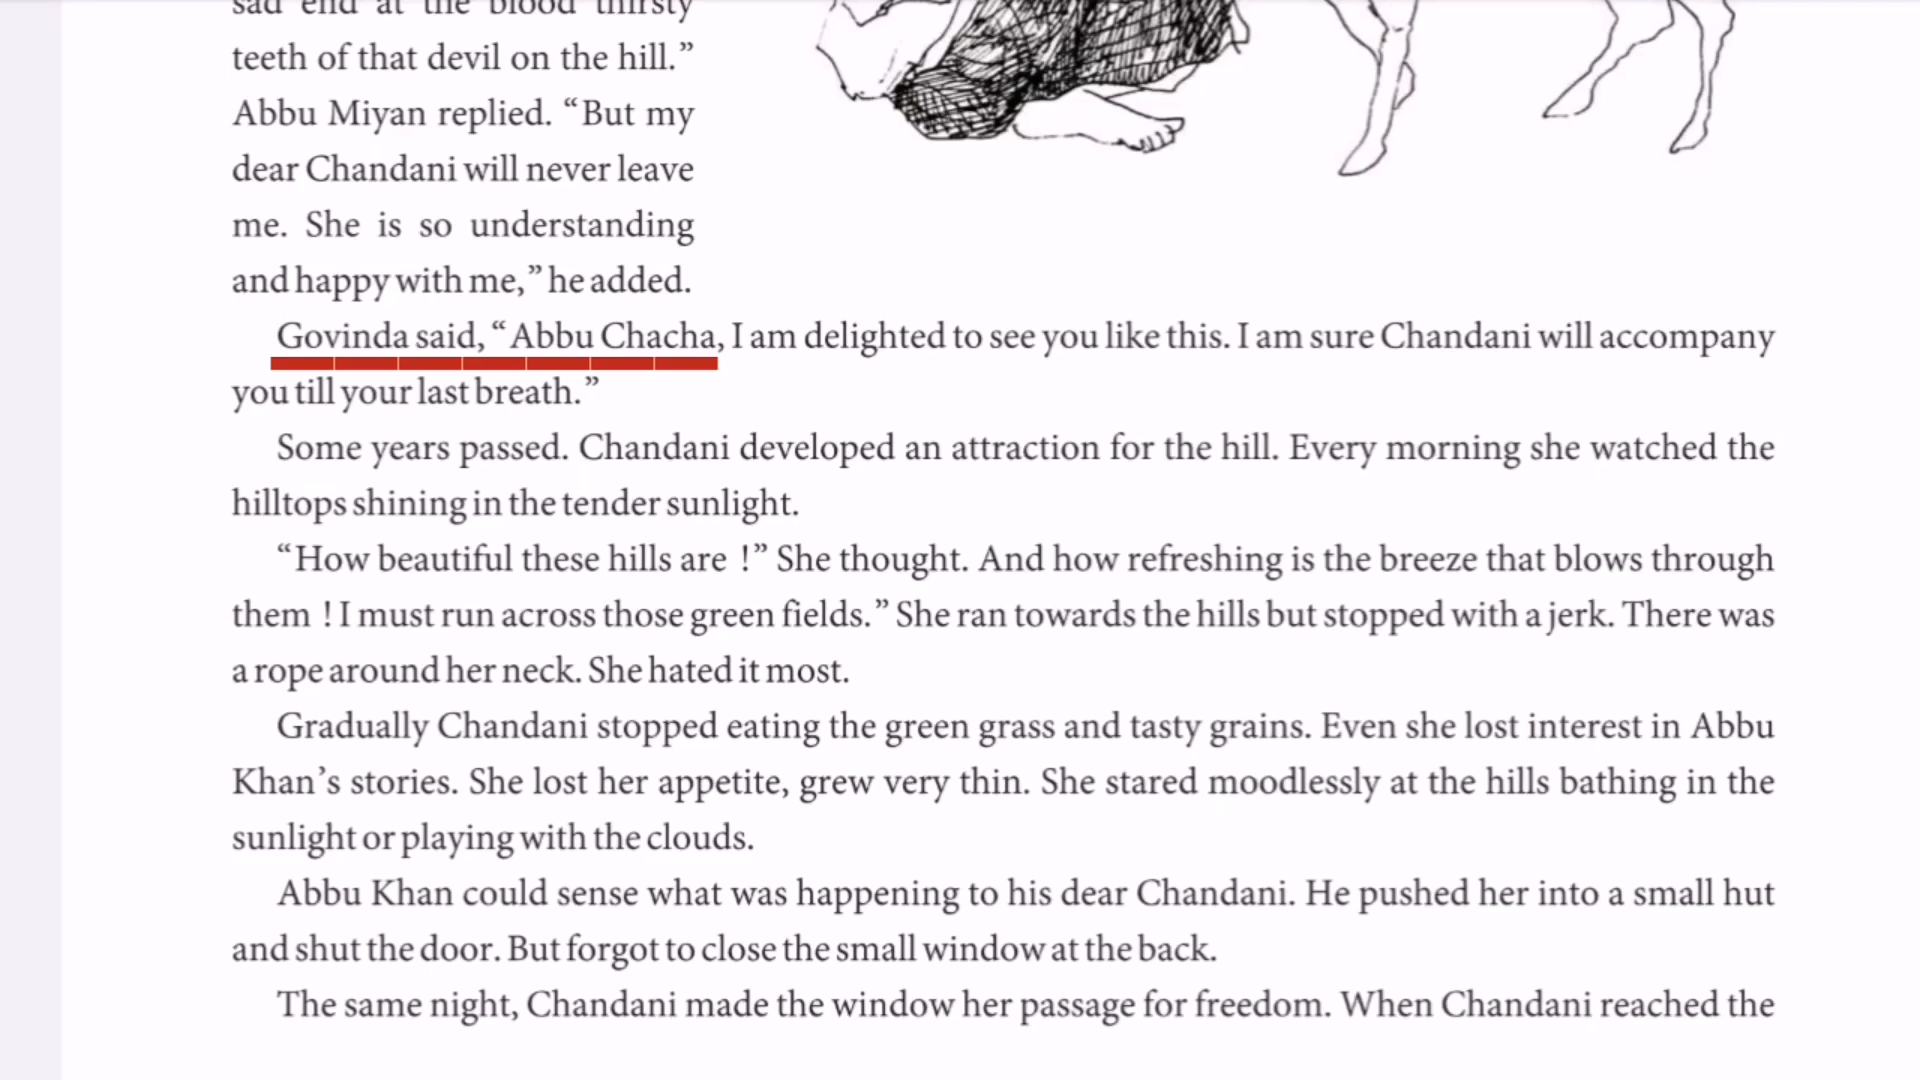 sad end at the blood thirsty
teeth of that devil on the hill.”
Abbu Miyan replied. “But my
dear Chandani will never leave
me. She is so understanding
and happy with me,” he added.
Govinda said, “Abbu Chacha, I am delighted to see you like this. I am sure Chandani will accompany
you till your last breath.”
Some years passed. Chandani developed an attraction for the hill. Every morning she watched the
hilltops shining in the tender sunlight.
“How beautiful these hills are !” She thought. And how refreshing is the breeze that blows through
them ! I must run across those green fields.” She ran towards the hills but stopped with a jerk. There was
a rope around her neck. She hated it most.
Gradually Chandani stopped eating the green grass and tasty grains. Even she lost interest in Abbu
Khan’s stories. She lost her appetite, grew very thin. She stared moodlessly at the hills bathing in the
sunlight or playing with the clouds.
Abbu Khan could sense what was happening to his dear Chandani. He pushed her into a small hut
and shut the door. But forgot to close the small window at the back.
The same night, Chandani made the window her passage for freedom. When Chandani reached the